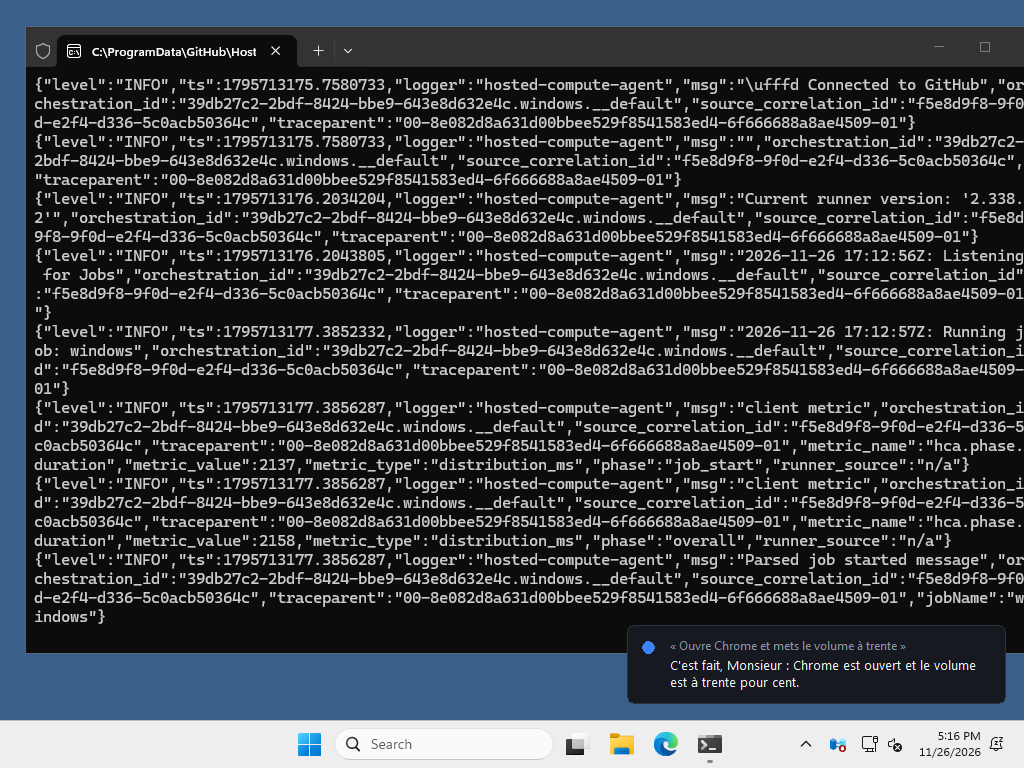 C:\ProgramData\GitHub\Host
{"level":"INFO","ts":1795713175.7580733,"logger":"hosted-compute-agent","msg":"\ufffd Connected to GitHub","or
chestration_id":"39db27c2-2bdf-8424-bbe9-643e8d632e4c.windows.__default","source_correlation_id":"f5e8d9f8-9f0
d-e2f4-d336-5c0acb50364c","traceparent":"00-8e082d8a631d00bbee529f8541583ed4-6f666688a8ae4509-01"}
{"level":"INFO","ts":1795713175.7580733,"logger":"hosted-compute-agent","msg":"","orchestration_id":"39db27c2-
2bdf-8424-bbe9-643e8d632e4c.windows.__default","source_correlation_id":"f5e8d9f8-9f0d-e2f4-d336-5c0acb50364c",
"traceparent":"00-8e082d8a631d00bbee529f8541583ed4-6f666688a8ae4509-01"}
{"level":"INFO","ts":1795713176.2034204,"logger":"hosted-compute-agent","msg":"Current runner version: '2.338.
2'","orchestration_id":"39db27c2-2bdf-8424-bbe9-643e8d632e4c.windows.__default","source_correlation_id":"f5e8d
9f8-9f0d-e2f4-d336-5c0acb50364c","traceparent":"00-8e082d8a631d00bbee529f8541583ed4-6f666688a8ae4509-01"}
{"level":"INFO","ts":1795713176.2043805,"logger":"hosted-compute-agent","msg":"2026-11-26 17:12:56Z: Listening
for Jobs","orchestration_id":"39db27c2-2bdf-8424-bbe9-643e8d632e4c.windows.__default","source_correlation_id"
:"f5e8d9f8-9f0d-e2f4-d336-5c0acb50364c","traceparent":"00-8e082d8a631d00bbee529f8541583ed4-6f666688a8ae4509-01
"}
{"level":"INFO","ts":1795713177.3852332,"logger":"hosted-compute-agent","msg":"2026-11-26 17:12:57Z: Running j
ob: windows","orchestration_id":"39db27c2-2bdf-8424-bbe9-643e8d632e4c.windows.__default","source_correlation_i
d":"f5e8d9f8-9f0d-e2f4-d336-5c0acb50364c","traceparent":"00-8e082d8a631d00bbee529f8541583ed4-6f666688a8ae4509-
01"}
{"level":"INFO","ts":1795713177.3856287,"logger":"hosted-compute-agent","msg":"client metric","orchestration_i
d":"39db27c2-2bdf-8424-bbe9-643e8d632e4c.windows.__default","source_correlation_id":"f5e8d9f8-9f0d-e2f4-d336-5
c0acb50364c","traceparent":"00-8e082d8a631d00bbee529f8541583ed4-6f666688a8ae4509-01","metric_name":"hca.phase.
duration","metric_value":2137,"metric_type":"distribution_ms","phase":"job_start","runner_source":"n/a"}
{"level":"INFO","ts":1795713177.3856287,"logger":"hosted-compute-agent","msg":"client metric","orchestration_i
d":"39db27c2-2bdf-8424-bbe9-643e8d632e4c.windows.__default","source_correlation_id":"f5e8d9f8-9f0d-e2f4-d336-5
c0acb50364c","traceparent":"00-8e082d8a631d00bbee529f8541583ed4-6f666688a8ae4509-01","metric_name":"hca.phase.
duration","metric_value":2158,"metric_type":"distribution_ms","phase":"overall","runner_source":"n/a"}
{"level":"INFO","ts":1795713177.3856287,"logger":"hosted-compute-agent","msg":"Parsed job started message","or
chestration_id":"39db27c2-2bdf-8424-bbe9-643e8d632e4c.windows.__default","source_correlation_id":"f5e8d9f8-9f0
d-e2f4-d336-5c0acb50364c","traceparent":"00-8e082d8a631d00bbee529f8541583ed4-6f666688a8ae4509-01","jobName":"w
indows"}
« Ouvre Chrome et mets le volume à trente »
C'est fait, Monsieur : Chrome est ouvert et le volume
est à trente pour cent.
Search
5:16 PM
11/26/2026